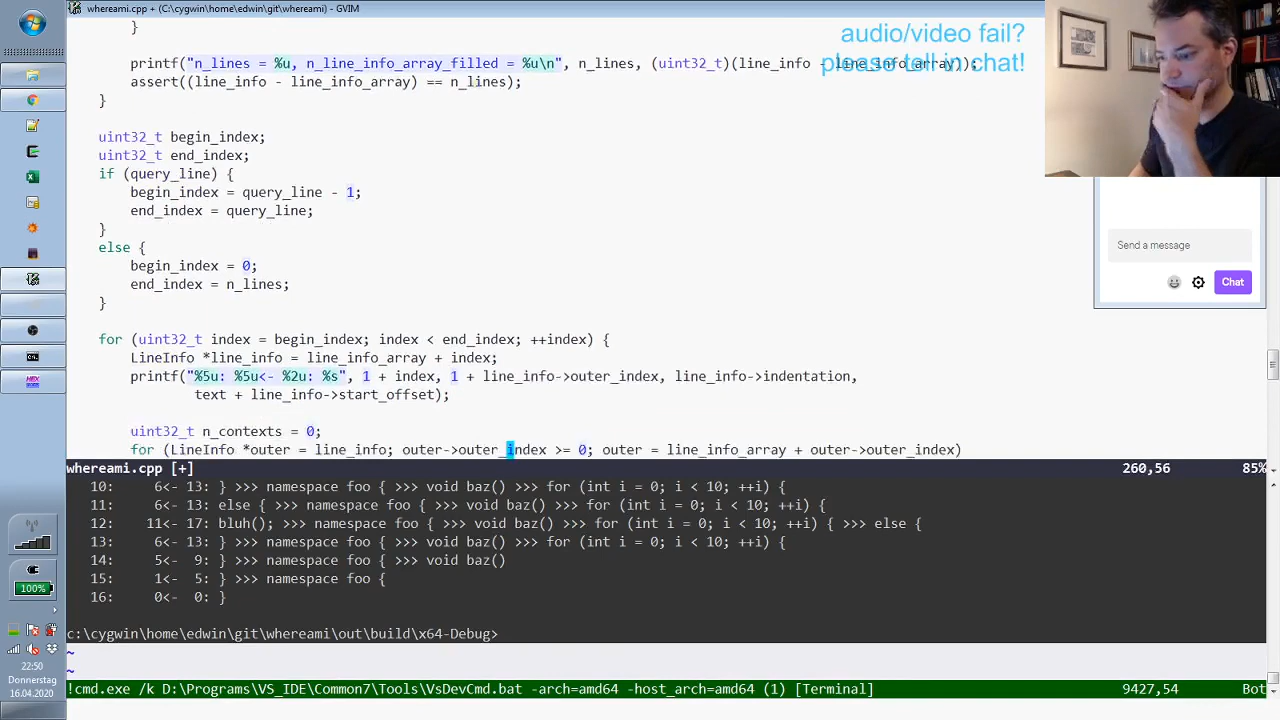 whereami.cpp + (C:\cygwin\home\edwin\git\whereami) - GVIM
audio/video fail?
please tell in chat!
}
printf("n_lines = %u, n_line_info_array_filled = %u\n", n_lines, (uint32_t)(line_info - line_info_array));
assert((line_info - line_info_array) == n_lines);
}
uint32_t begin_index;
uint32_t end_index;
if (query_line) {
begin_index = query_line - 1;
end_index = query_line;
}
else {
begin_index = 0;
end_index = n_lines;
}
for (uint32_t index = begin_index; index < end_index; ++index) {
LineInfo *line_info = line_info_array + index;
printf("%5u: %5u<- %2u: %s", 1 + index, 1 + line_info->outer_index, line_info->indentation,
text + line_info->start_offset);
uint32_t n_contexts = 0;
for (LineInfo *outer = line_info; outer->outer_index >= 0; outer = line_info_array + outer->outer_index)
whereami.cpp [+] 260,56 85%
10: 6<- 13: } >>> namespace foo { >>> void baz() >>> for (int i = 0; i < 10; ++i) {
11: 6<- 13: else { >>> namespace foo { >>> void baz() >>> for (int i = 0; i < 10; ++i) {
12: 11<- 17: bluh(); >>> namespace foo { >>> void baz() >>> for (int i = 0; i < 10; ++i) { >>> else {
13: 6<- 13: } >>> namespace foo { >>> void baz() >>> for (int i = 0; i < 10; ++i) {
14: 5<- 9: } >>> namespace foo { >>> void baz()
15: 1<- 5: } >>> namespace foo {
16: 0<- 0: }
c:\cygwin\home\edwin\git\whereami\out\build\x64-Debug>
~
~
!cmd.exe /k D:\Programs\VS_IDE\Common7\Tools\VsDevCmd.bat -arch=amd64 -host_arch=amd64 (1) [Terminal] 9427,54 Bot
Send a message
Chat
HEX
100%
22:50
Donnerstag
16.04.2020